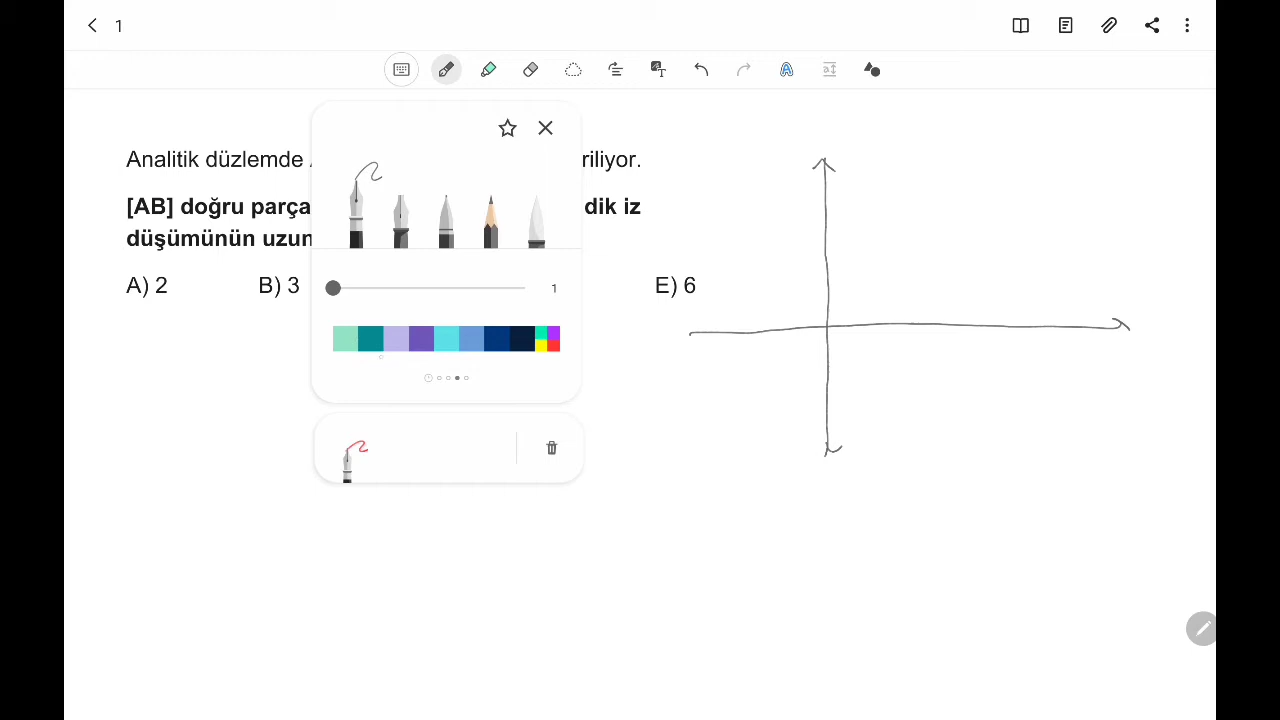 1
Analitik düzlemde riliyor.
[AB] doğru parça dik iz
düşümünün uzun
A) 2 B) 3 E) 6
1